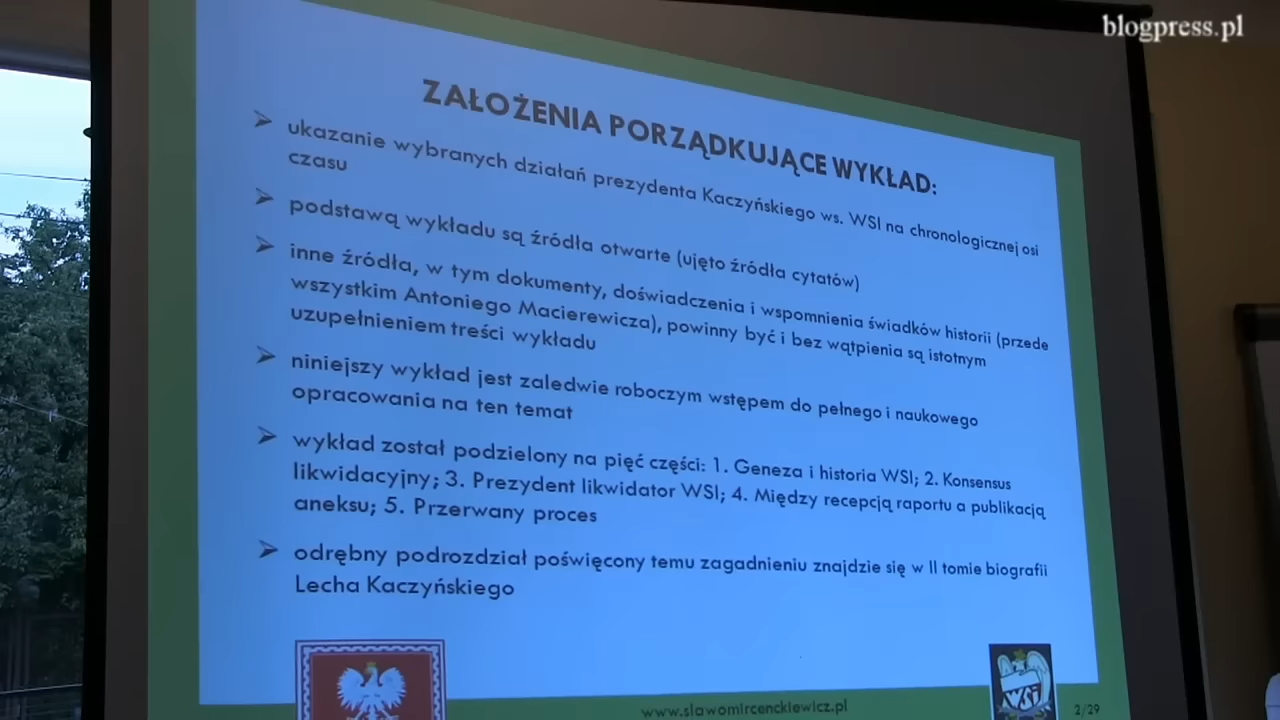 blogpress.pl
ZAŁOŻENIA PORZĄDKUJĄCE WYKŁAD:
➢ ukazanie wybranych działań prezydenta Kaczyńskiego ws. WSI na chronologicznej osi
czasu
➢ podstawą wykładu są źródła otwarte (ujęto źródła cytatów)
➢ inne źródła, w tym dokumenty, doświadczenia i wspomnienia świadków historii (przede
wszystkim Antoniego Macierewicza), powinny być i bez wątpienia są istotnym
uzupełnieniem treści wykładu
➢ niniejszy wykład jest zaledwie roboczym wstępem do pełnego i naukowego
opracowania na ten temat
➢ wykład został podzielony na pięć części: 1. Geneza i historia WSI; 2. Konsensus
likwidacyjny; 3. Prezydent likwidator WSI; 4. Między recepcją raportu a publikacją
aneksu; 5. Przerwany proces
➢ odrębny podrozdział poświęcony temu zagadnieniu znajdzie się w II tomie biografii
Lecha Kaczyńskiego
WSI
www.slawomircenckiewicz.pl
2/29